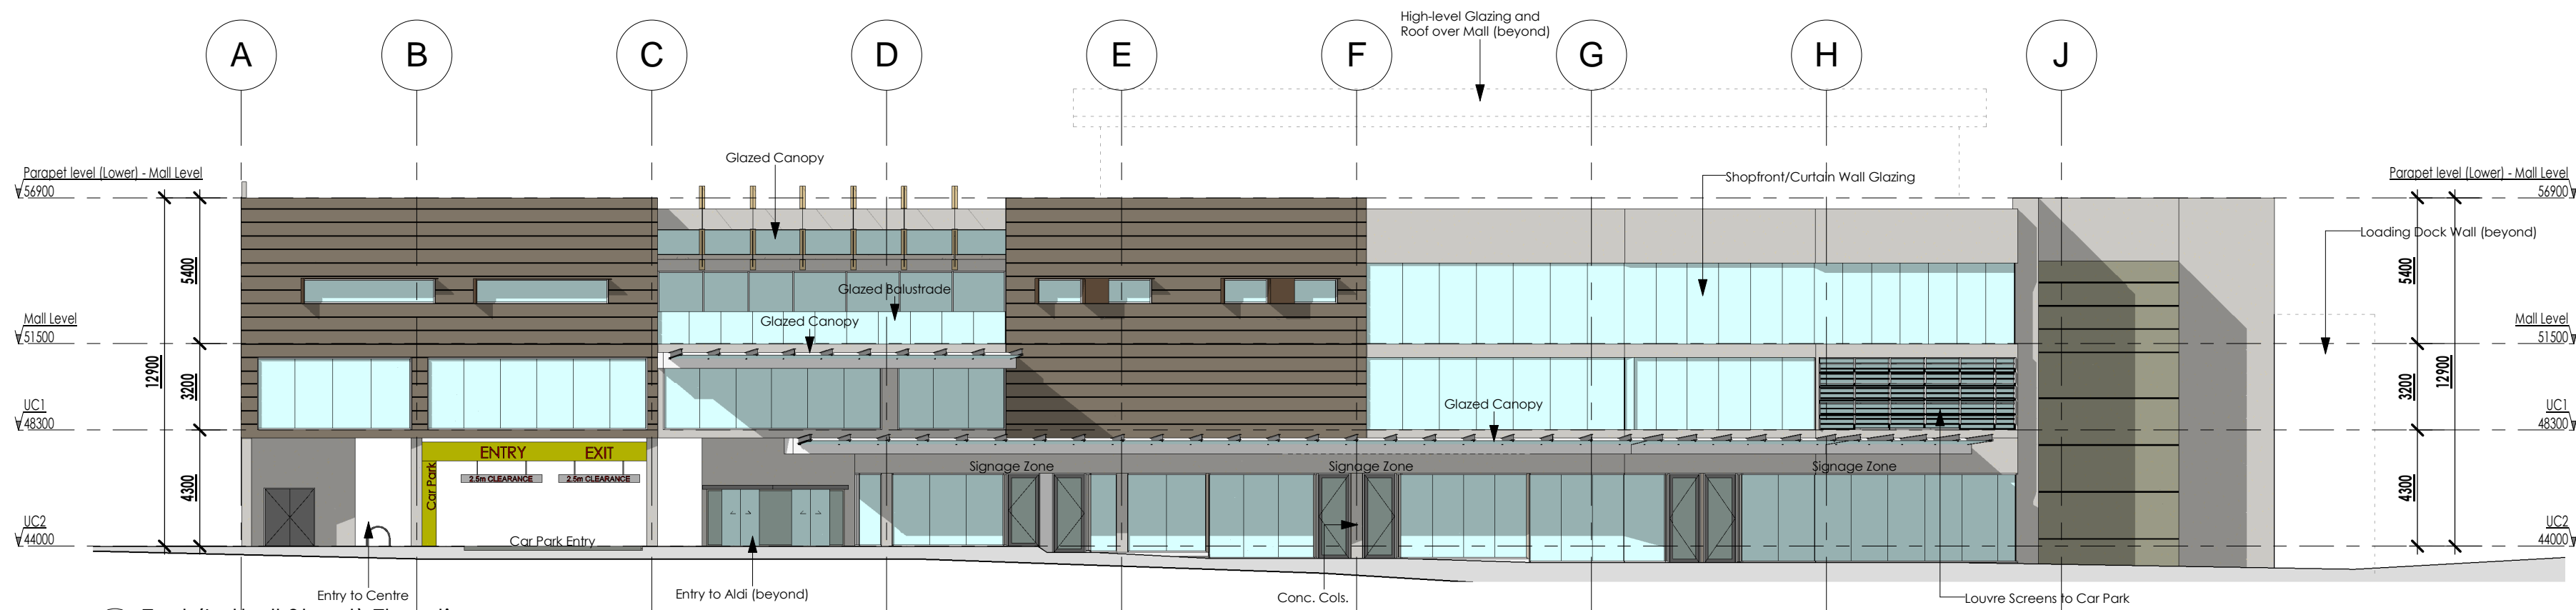 High-level Glazing and
Roof over Mall (beyond)
A
B
C
D
E
F
G
H
J
Glazed Canopy
Parapet level (Lower) - Mall Level
56900
Shopfront/Curtain Wall Glazing
Parapet level (Lower) - Mall Level
56900
Loading Dock Wall (beyond)
5400
5400
Glazed Balustrade
Glazed Canopy
Mall Level
51500
Mall Level
51500
12900
3200
3200
12900
Glazed Canopy
UC1
48300
UC1
48300
ENTRY
EXIT
Car Park
2.5m CLEARANCE
2.5m CLEARANCE
Signage Zone
Signage Zone
Signage Zone
4300
4300
UC2
44000
UC2
44000
Car Park Entry
Entry to Centre
Entry to Aldi (beyond)
Conc. Cols.
Louvre Screens to Car Park